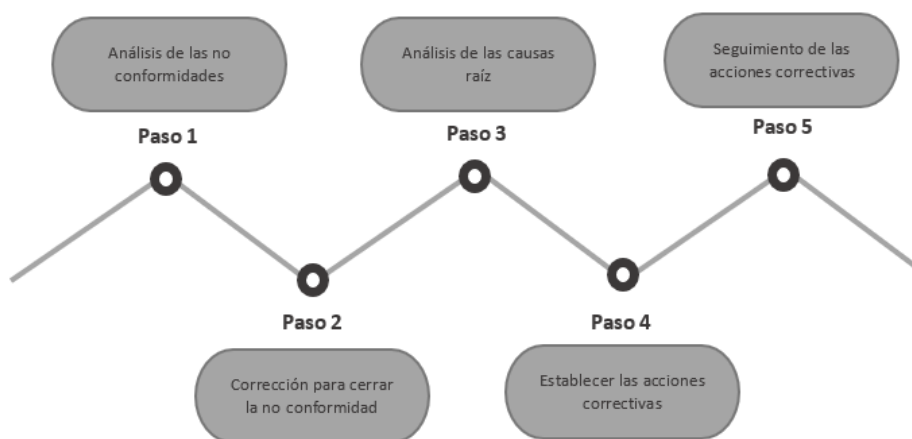 Análisis de las no
conformidades
Paso 1
Paso 2
Corrección para cerrar
la no conformidad
Análisis de las causas
raíz
Paso 3
Paso 4
Establecer las acciones
correctivas
Seguimiento de las
acciones correctivas
Paso 5